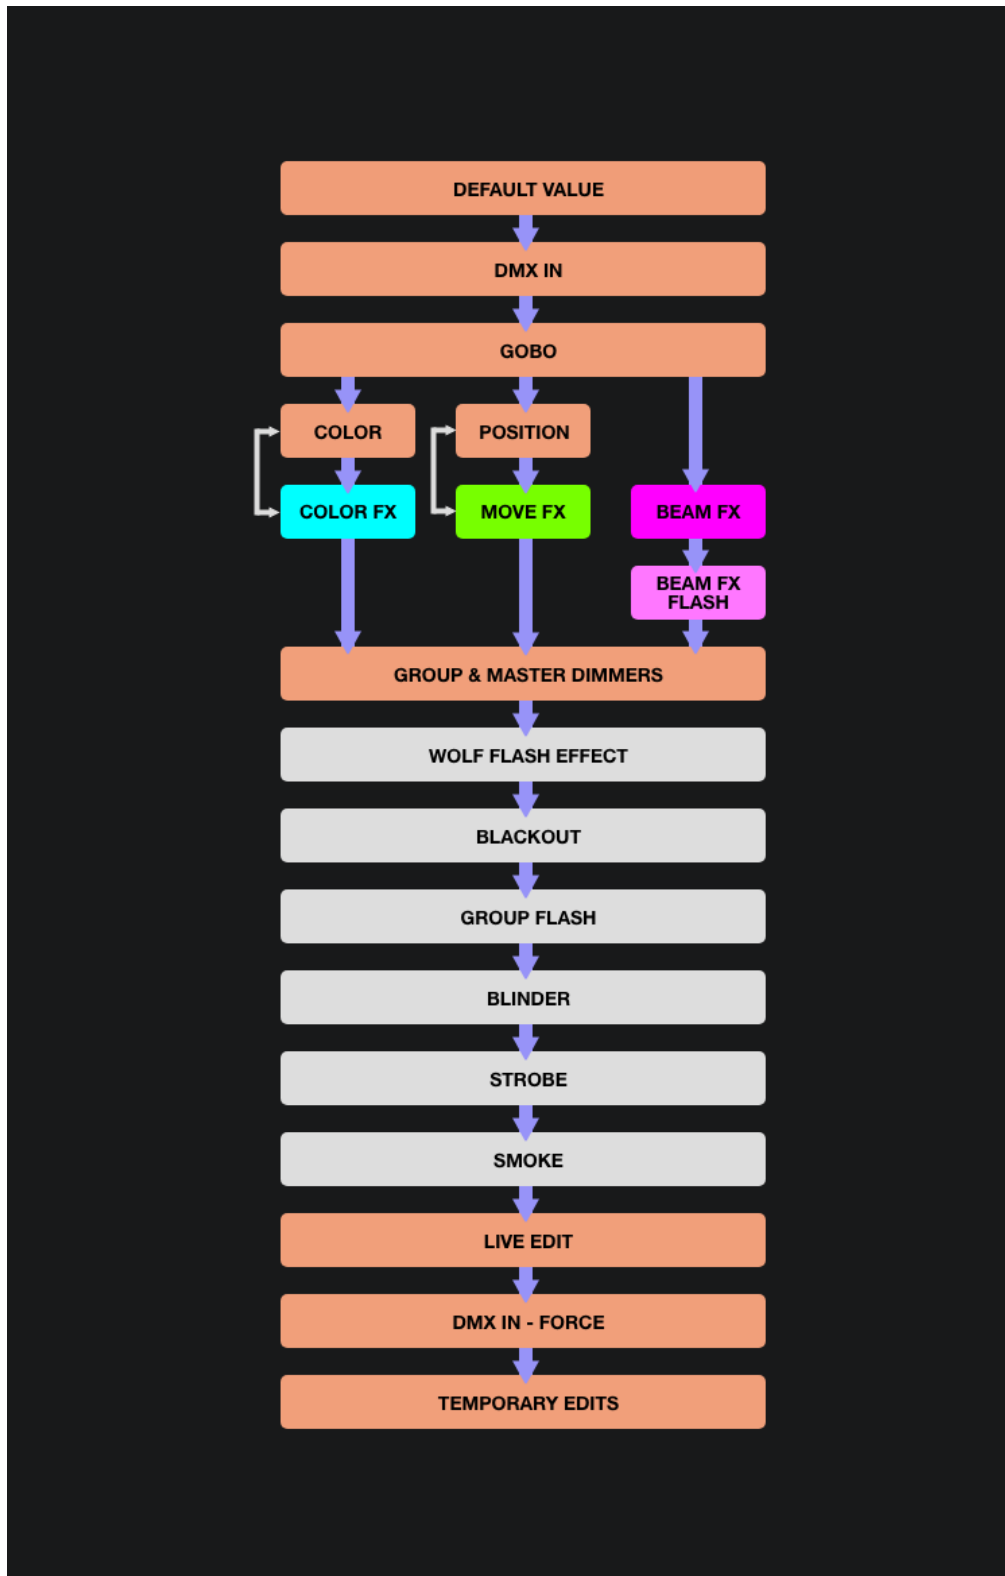 DEFAULT VALUE
DMX IN
GOBO
COLOR
POSITION
COLOR FX
MOVE FX
BEAM FX
BEAM FX
FLASH
GROUP & MASTER DIMMERS
WOLF FLASH EFFECT
BLACKOUT
GROUP FLASH
BLINDER
STROBE
SMOKE
LIVE EDIT
DMX IN - FORCE
TEMPORARY EDITS